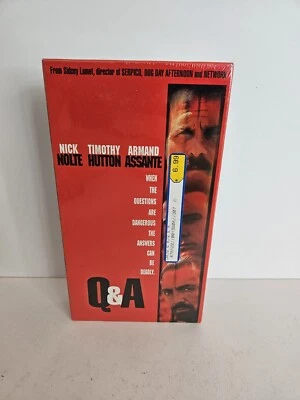 From Sidney Lumet, director of SERPICO, DOG DAY AFTERNOON and NETWORK
NICK TIMOTHY ARMAND
NOLTE HUTTON ASSANTE
WHEN
THE
QUESTIONS
ARE
DANGEROUS
THE
ANSWERS
CAN
BE
DEADLY.
Q&A
6.99